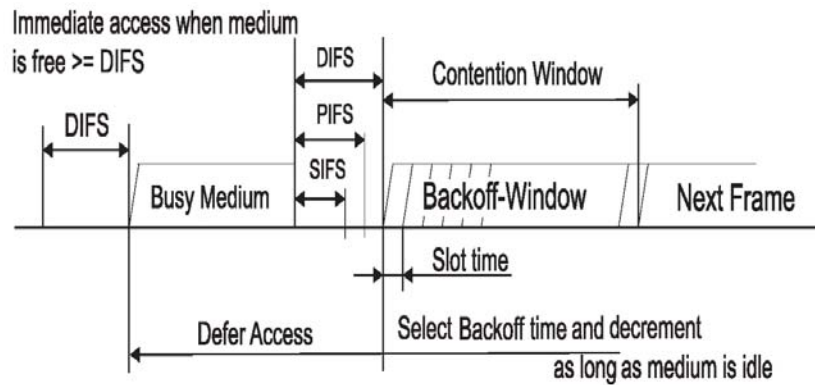 Immediate access when medium
is free >= DIFS
DIFS
DIFS
PIFS
SIFS
Contention Window
Busy Medium
Backoff-Window
Next Frame
Slot time
Defer Access
Select Backoff time and decrement
as long as medium is idle